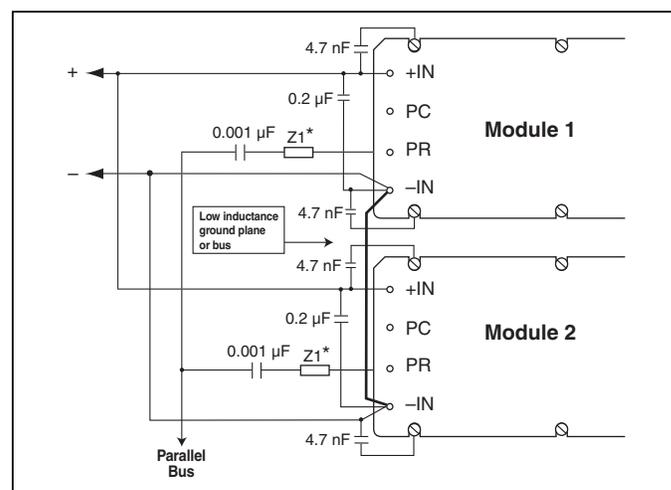 4.7 nF
+
+IN
0.2 µF
PC
Module 1
0.001 µF
Z1*
PR
–
–IN
4.7 nF
Low inductance
ground plane
or bus
4.7 nF
+IN
0.2 µF
PC
Module 2
0.001 µF
Z1*
PR
–IN
4.7 nF
Parallel
Bus